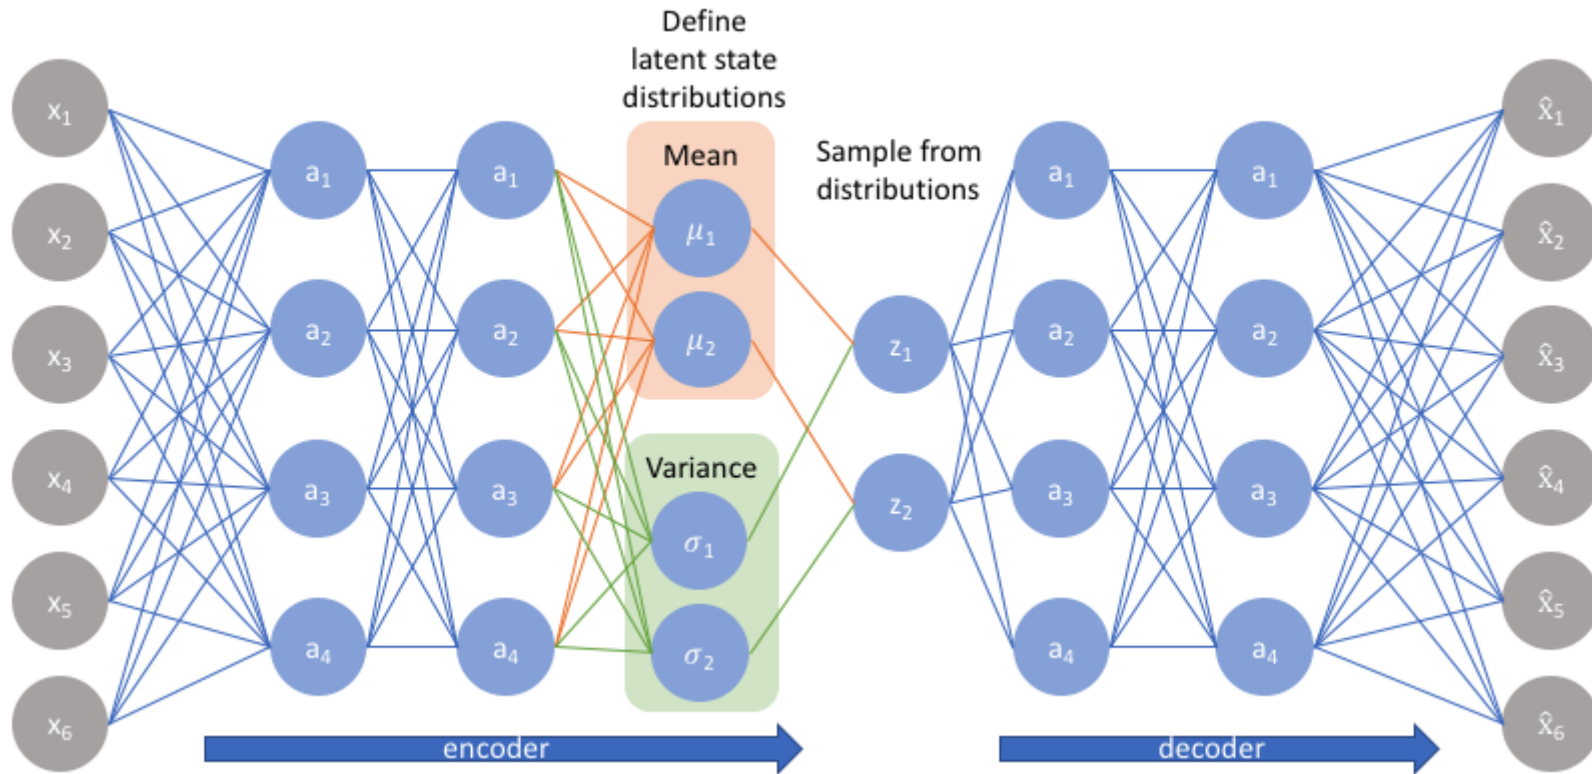 Define
latent state
distributions
x₁
x₂
x₃
x₄
x₅
x₆
a₁
a₂
a₃
a₄
a₁
a₂
a₃
a₄
Mean
μ₁
μ₂
Variance
σ₁
σ₂
Sample from
distributions
z₁
z₂
a₁
a₂
a₃
a₄
a₁
a₂
a₃
a₄
x̂₁
x̂₂
x̂₃
x̂₄
x̂₅
x̂₆
encoder
decoder